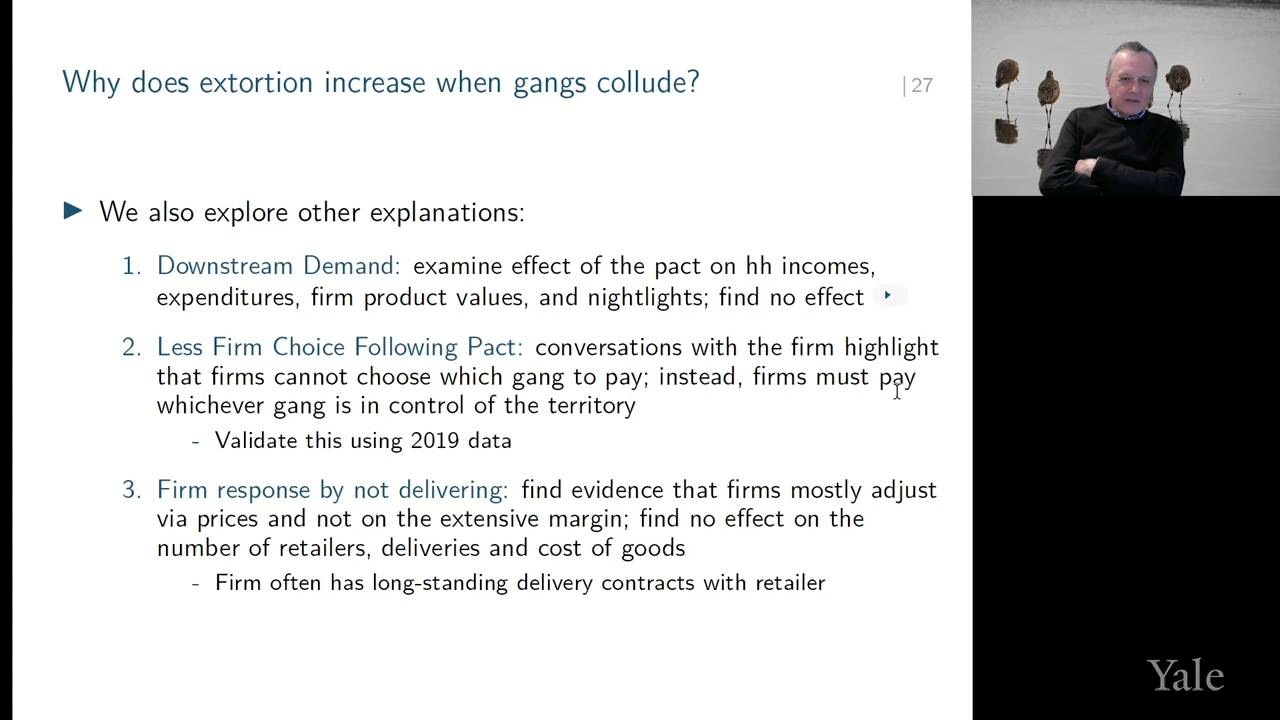 Why does extortion increase when gangs collude?
| 27
▶ We also explore other explanations:
1. Downstream Demand: examine effect of the pact on hh incomes,
expenditures, firm product values, and nightlights; find no effect
2. Less Firm Choice Following Pact: conversations with the firm highlight
that firms cannot choose which gang to pay; instead, firms must pay
whichever gang is in control of the territory
- Validate this using 2019 data
3. Firm response by not delivering: find evidence that firms mostly adjust
via prices and not on the extensive margin; find no effect on the
number of retailers, deliveries and cost of goods
- Firm often has long-standing delivery contracts with retailer
Yale